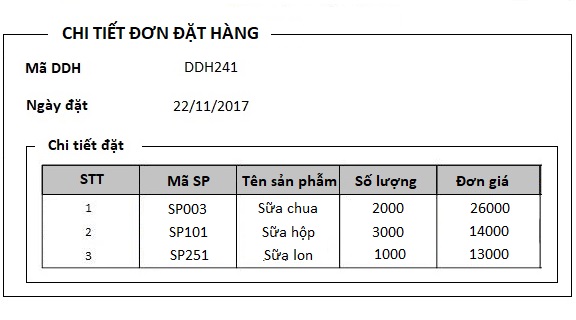 CHI TIẾT ĐƠN ĐẶT HÀNG
Mã DDH DDH241
Ngày đặt 22/11/2017
Chi tiết đặt
STT Mã SP Tên sản phẩm Số lượng Đơn giá
1 SP003 Sữa chua 2000 26000
2 SP101 Sữa hộp 3000 14000
3 SP251 Sữa lon 1000 13000